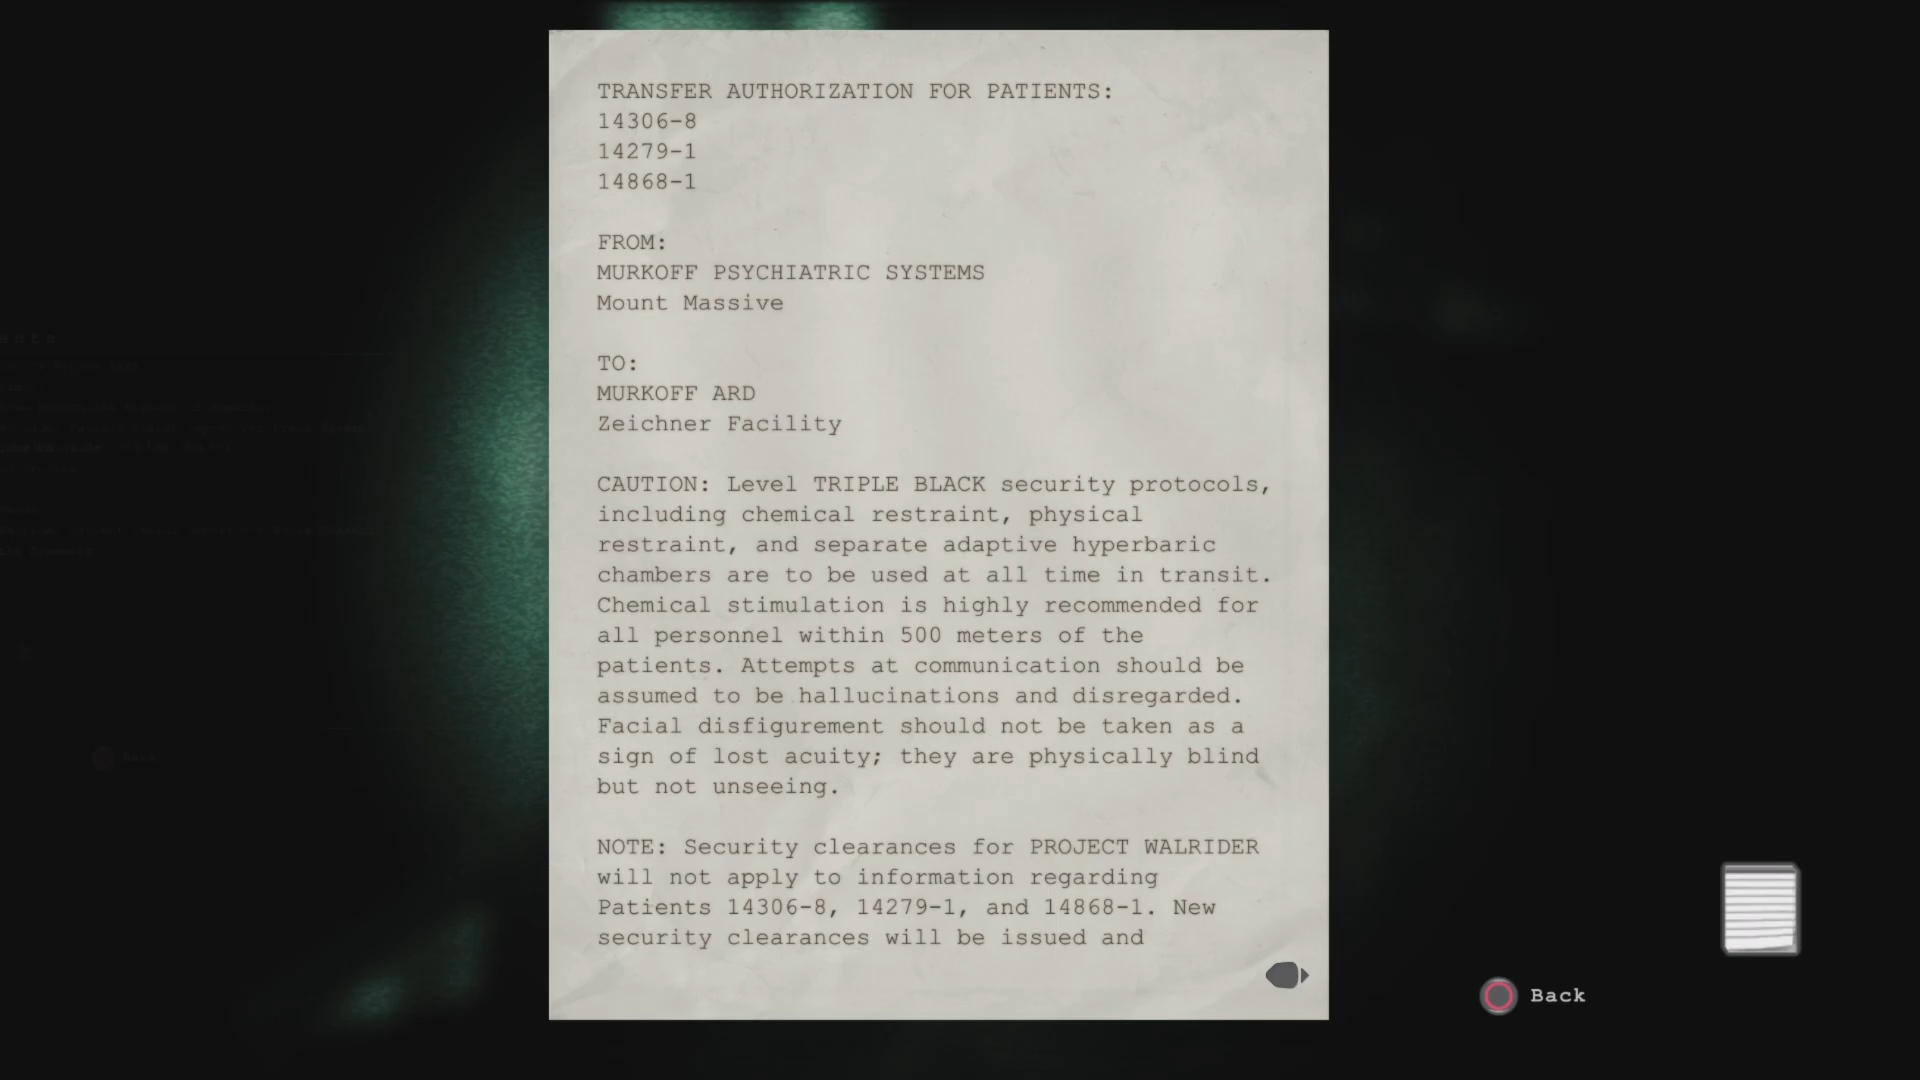 TRANSFER AUTHORIZATION FOR PATIENTS:
14306-8
14279-1
14868-1
FROM:
MURKOFF PSYCHIATRIC SYSTEMS
Mount Massive
TO:
MURKOFF ARD
Zeichner Facility
CAUTION: Level TRIPLE BLACK security protocols,
including chemical restraint, physical
restraint, and separate adaptive hyperbaric
chambers are to be used at all time in transit.
Chemical stimulation is highly recommended for
all personnel within 500 meters of the
patients. Attempts at communication should be
assumed to be hallucinations and disregarded.
Facial disfigurement should not be taken as a
sign of lost acuity; they are physically blind
but not unseeing.
NOTE: Security clearances for PROJECT WALRIDER
will not apply to information regarding
Patients 14306-8, 14279-1, and 14868-1. New
security clearances will be issued and
Back
Back